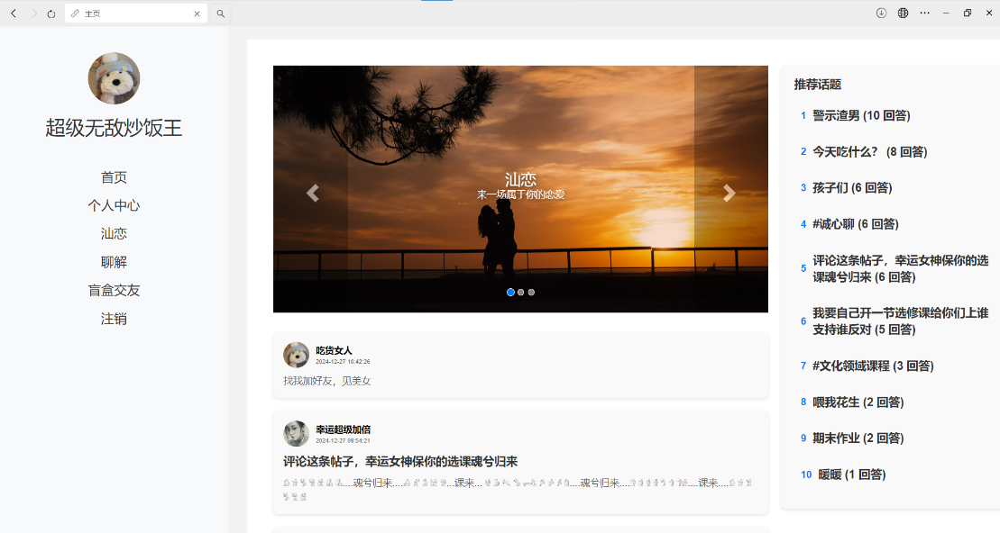 主页
超级无敌炒饭王
首页
个人中心
汕恋
聊解
盲盒交友
注销
汕恋
来一场属于你的恋爱
吃货女人
2024-12-27 10:42:26
找我加好友，见美女
幸运超级加倍
2024-12-27 09:54:21
评论这条帖子，幸运女神保你的选课魂兮归来
....魂兮归来.... ...课来... ....魂兮归来.... ....课来....
推荐话题
1 警示渣男 (10 回答)
2 今天吃什么？ (8 回答)
3 孩子们 (6 回答)
4 #诚心聊 (6 回答)
5 评论这条帖子，幸运女神保你的选
课魂兮归来 (6 回答)
6 我要自己开一节选修课给你们上谁
支持谁反对 (5 回答)
7 #文化领域课程 (3 回答)
8 喂我花生 (2 回答)
9 期末作业 (2 回答)
10 暖暖 (1 回答)